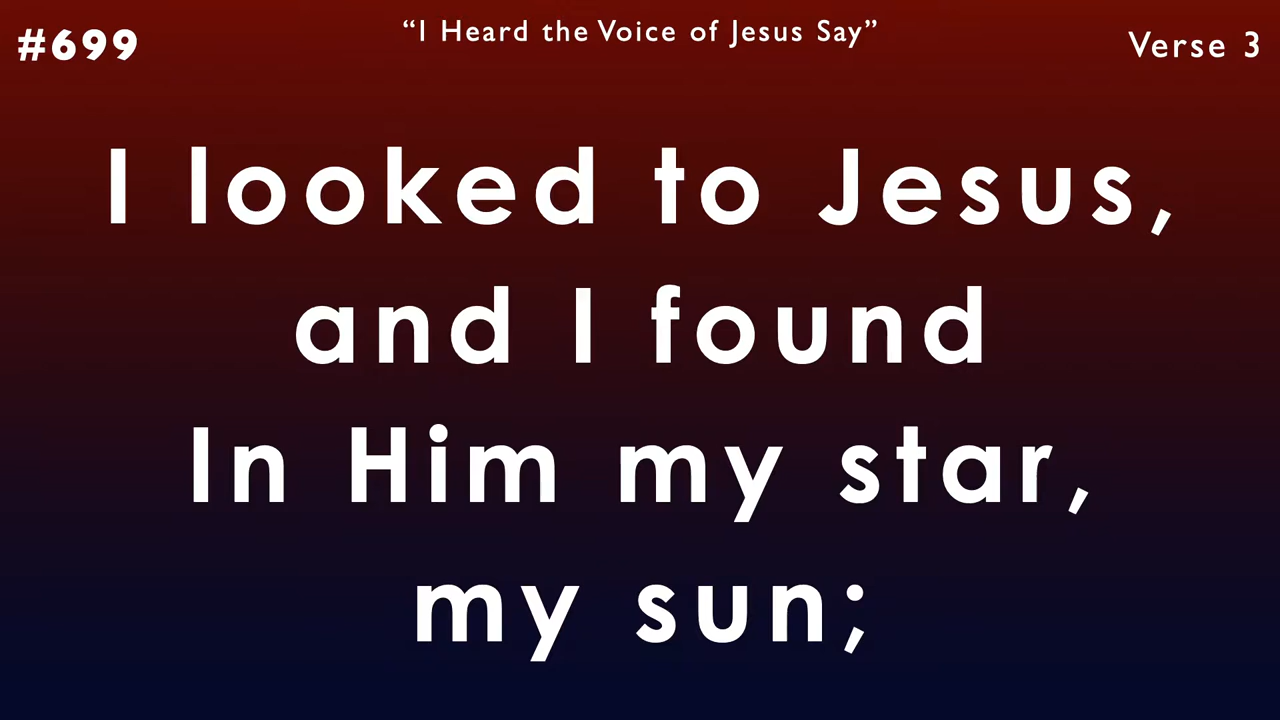 #699
“I Heard the Voice of Jesus Say”
Verse 3
I looked to Jesus,
and I found
In Him my star,
my sun;